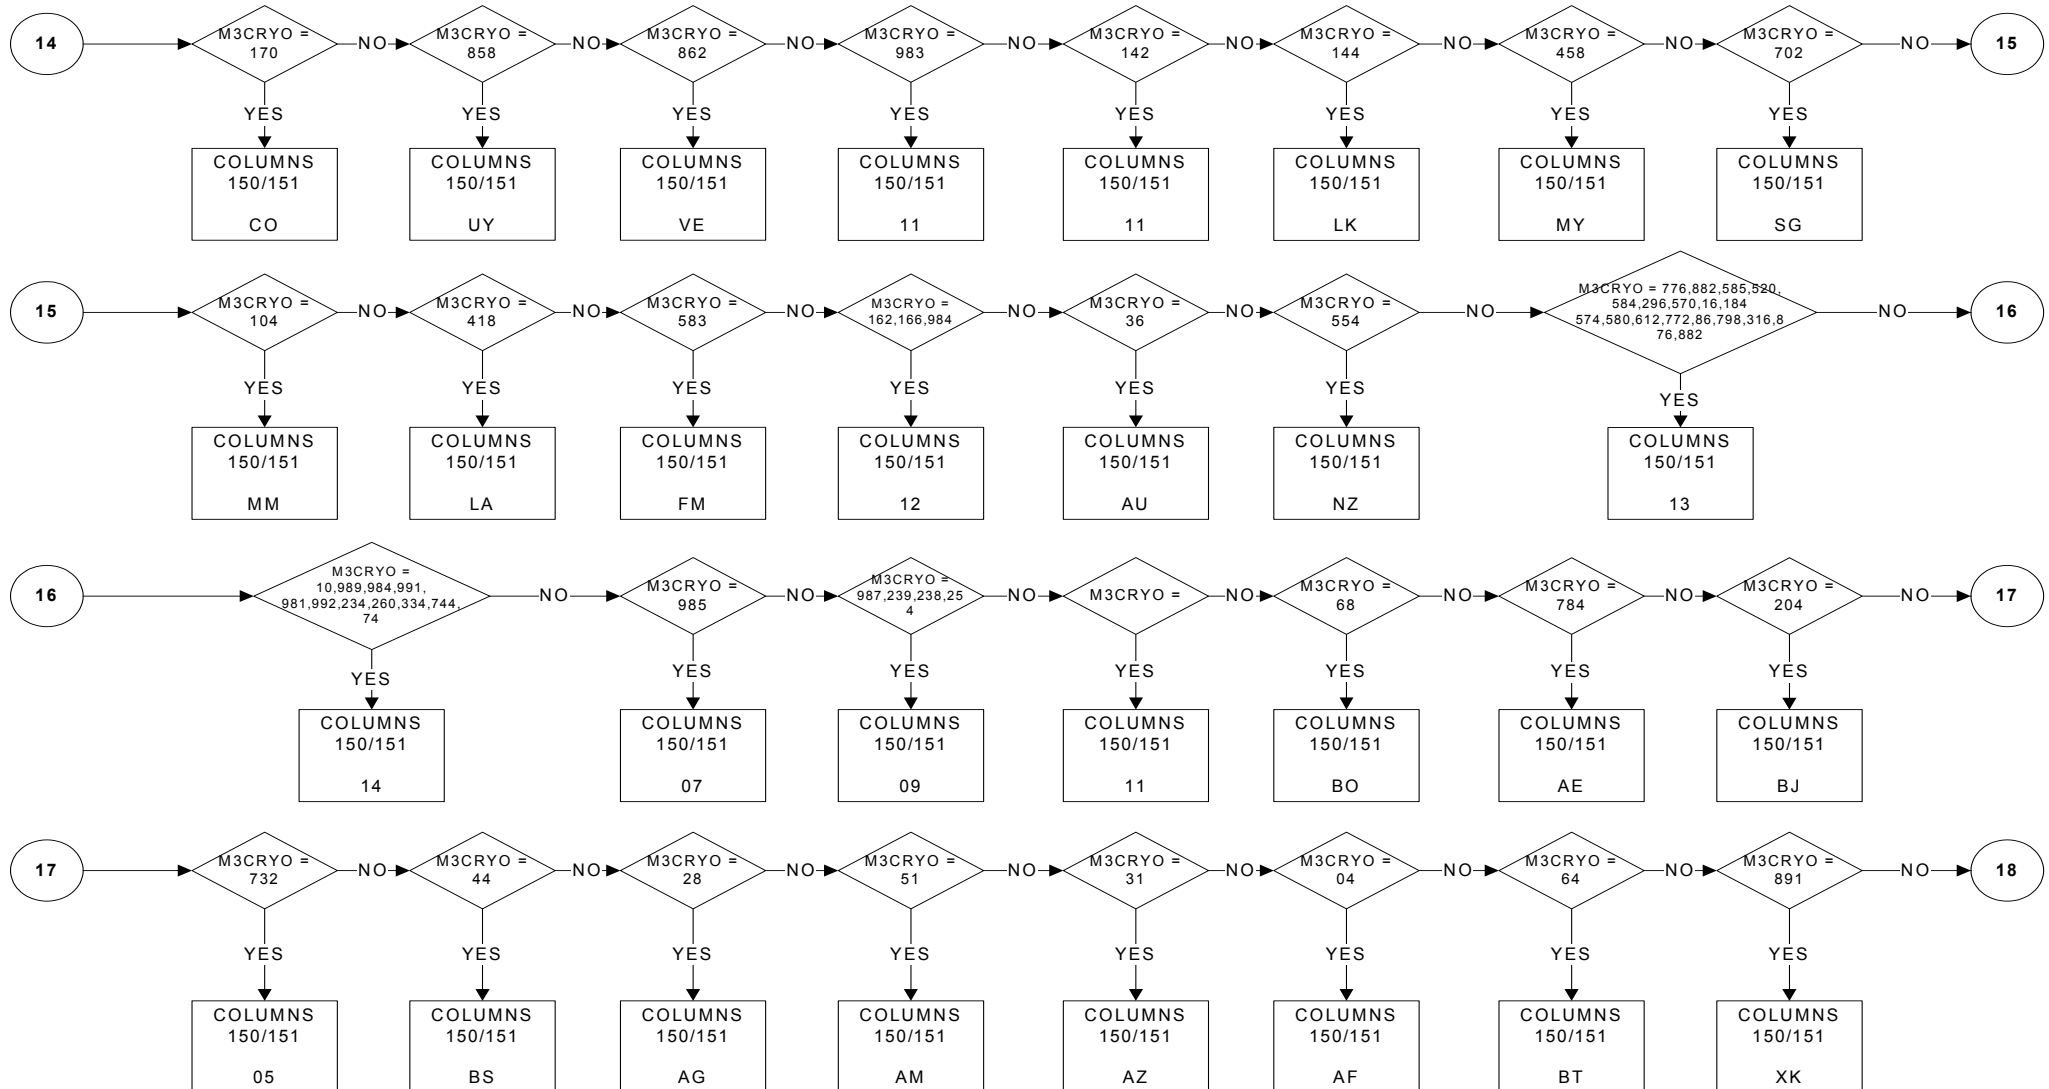 14
M3CRYO =
170
NO
M3CRYO =
858
NO
M3CRYO =
862
NO
M3CRYO =
983
NO
M3CRYO =
142
NO
M3CRYO =
144
NO
M3CRYO =
458
NO
M3CRYO =
702
NO
15
YES
YES
YES
YES
YES
YES
YES
YES
COLUMNS
150/151
CO
COLUMNS
150/151
UY
COLUMNS
150/151
VE
COLUMNS
150/151
11
COLUMNS
150/151
11
COLUMNS
150/151
LK
COLUMNS
150/151
MY
COLUMNS
150/151
SG
15
M3CRYO =
104
NO
M3CRYO =
418
NO
M3CRYO =
583
NO
M3CRYO =
162,166,984
NO
M3CRYO =
36
NO
M3CRYO =
554
NO
M3CRYO = 776,882,585,520,
584,296,570,16,184
574,580,612,772,86,798,316,8
76,882
NO
16
YES
YES
YES
YES
YES
YES
YES
COLUMNS
150/151
MM
COLUMNS
150/151
LA
COLUMNS
150/151
FM
COLUMNS
150/151
12
COLUMNS
150/151
AU
COLUMNS
150/151
NZ
COLUMNS
150/151
13
16
M3CRYO =
10,989,984,991,
981,992,234,260,334,744,
74
NO
M3CRYO =
985
NO
M3CRYO =
987,239,238,25
4
NO
M3CRYO =
NO
M3CRYO =
68
NO
M3CRYO =
784
NO
M3CRYO =
204
NO
17
YES
YES
YES
YES
YES
YES
YES
COLUMNS
150/151
14
COLUMNS
150/151
07
COLUMNS
150/151
09
COLUMNS
150/151
11
COLUMNS
150/151
BO
COLUMNS
150/151
AE
COLUMNS
150/151
BJ
17
M3CRYO =
732
NO
M3CRYO =
44
NO
M3CRYO =
28
NO
M3CRYO =
51
NO
M3CRYO =
31
NO
M3CRYO =
04
NO
M3CRYO =
64
NO
M3CRYO =
891
NO
18
YES
YES
YES
YES
YES
YES
YES
YES
COLUMNS
150/151
05
COLUMNS
150/151
BS
COLUMNS
150/151
AG
COLUMNS
150/151
AM
COLUMNS
150/151
AZ
COLUMNS
150/151
AF
COLUMNS
150/151
BT
COLUMNS
150/151
XK